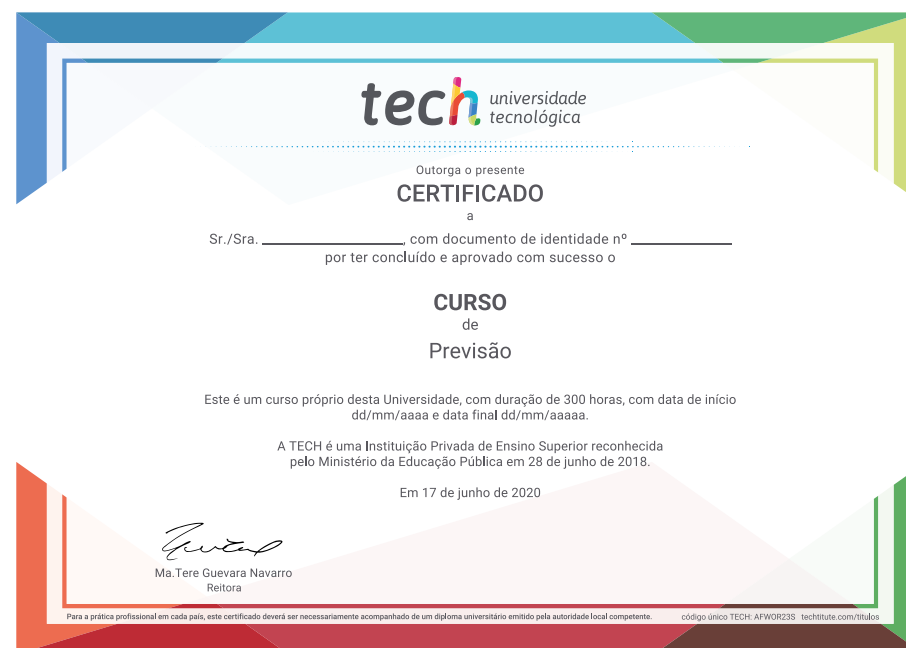 tech universidade
tecnológica
Outorga o presente
CERTIFICADO
a
Sr./Sra. ____________________, com documento de identidade nº ______________
por ter concluído e aprovado com sucesso o
CURSO
de
Previsão
Este é um curso próprio desta Universidade, com duração de 300 horas, com data de início
dd/mm/aaaa e data final dd/mm/aaaaa.
A TECH é uma Instituição Privada de Ensino Superior reconhecida
pelo Ministério da Educação Pública em 28 de junho de 2018.
Em 17 de junho de 2020
Ma.Tere Guevara Navarro
Reitora
Para a prática profissional em cada país, este certificado deverá ser necessariamente acompanhado de um diploma universitário emitido pela autoridade local competente. código único TECH: AFWOR23S techtitute.com/titulos